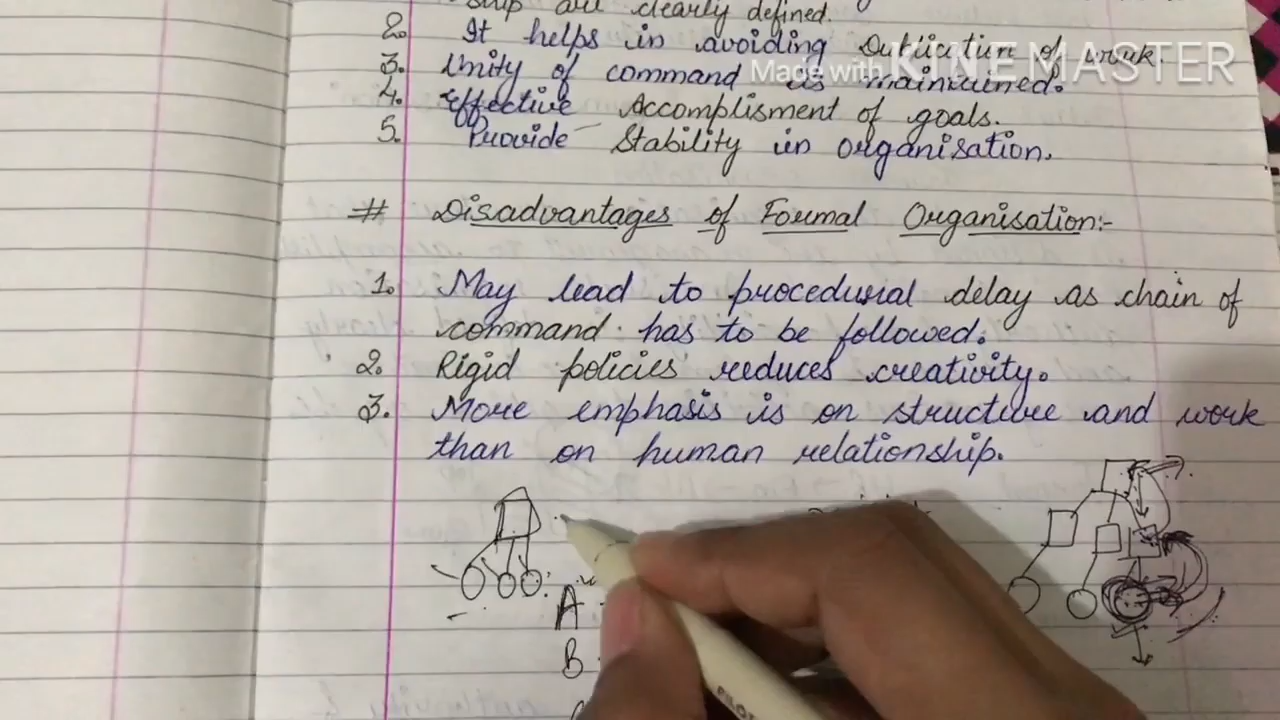 ship are clearly defined.
2. It helps in avoiding Dublication of work.
3. Unity of command is maintained.
4. Effective Accomplisment of goals.
5. Provide Stability in organisation.
Made with KINEMASTER
# Disadvantages of Formal Organisation:-
1. May lead to procedural delay as chain of
command has to be followed.
2. Rigid policies reduces creativity.
3. More emphasis is on structure and work
than on human relationship.
A
B
PILOT